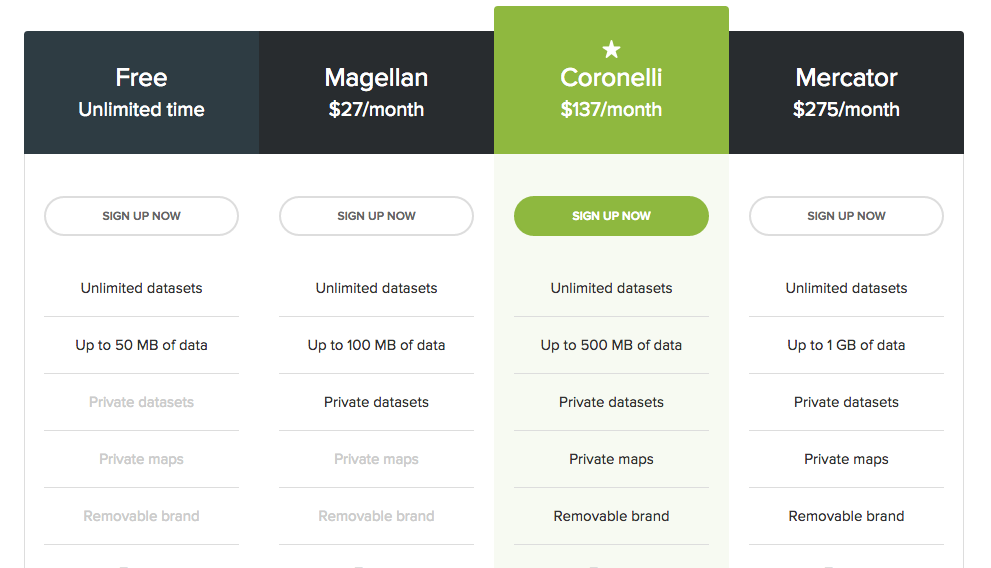 Free
Unlimited time
SIGN UP NOW
Unlimited datasets
Up to 50 MB of data
Private datasets
Private maps
Removable brand
Magellan
$27/month
SIGN UP NOW
Unlimited datasets
Up to 100 MB of data
Private datasets
Private maps
Removable brand
Coronelli
$137/month
SIGN UP NOW
Unlimited datasets
Up to 500 MB of data
Private datasets
Private maps
Removable brand
Mercator
$275/month
SIGN UP NOW
Unlimited datasets
Up to 1 GB of data
Private datasets
Private maps
Removable brand